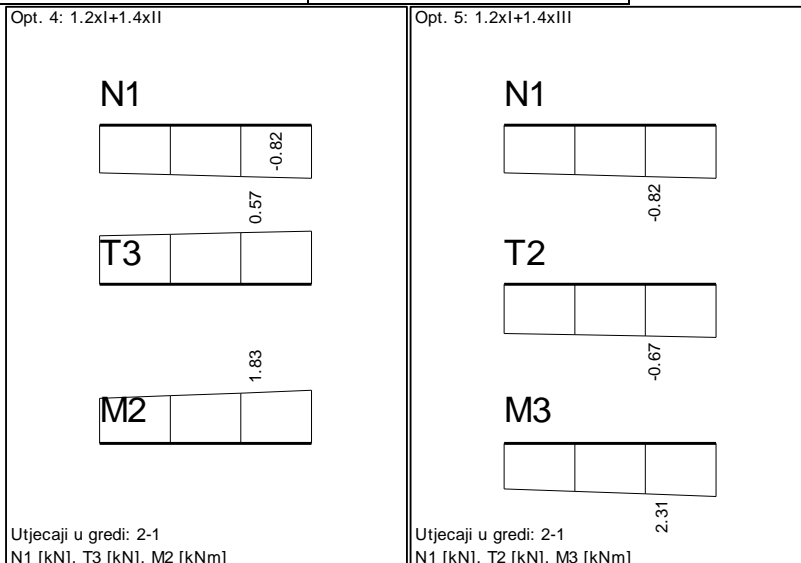 Opt. 4: 1.2xI+1.4xII
N1
-0.82
0.57
T3
1.83
M2
Utjecaji u gredi: 2-1
N1 [kN], T3 [kN], M2 [kNm]
Opt. 5: 1.2xI+1.4xIII
N1
-0.82
T2
-0.67
M3
2.31
Utjecaji u gredi: 2-1
N1 [kN], T2 [kN], M3 [kNm]